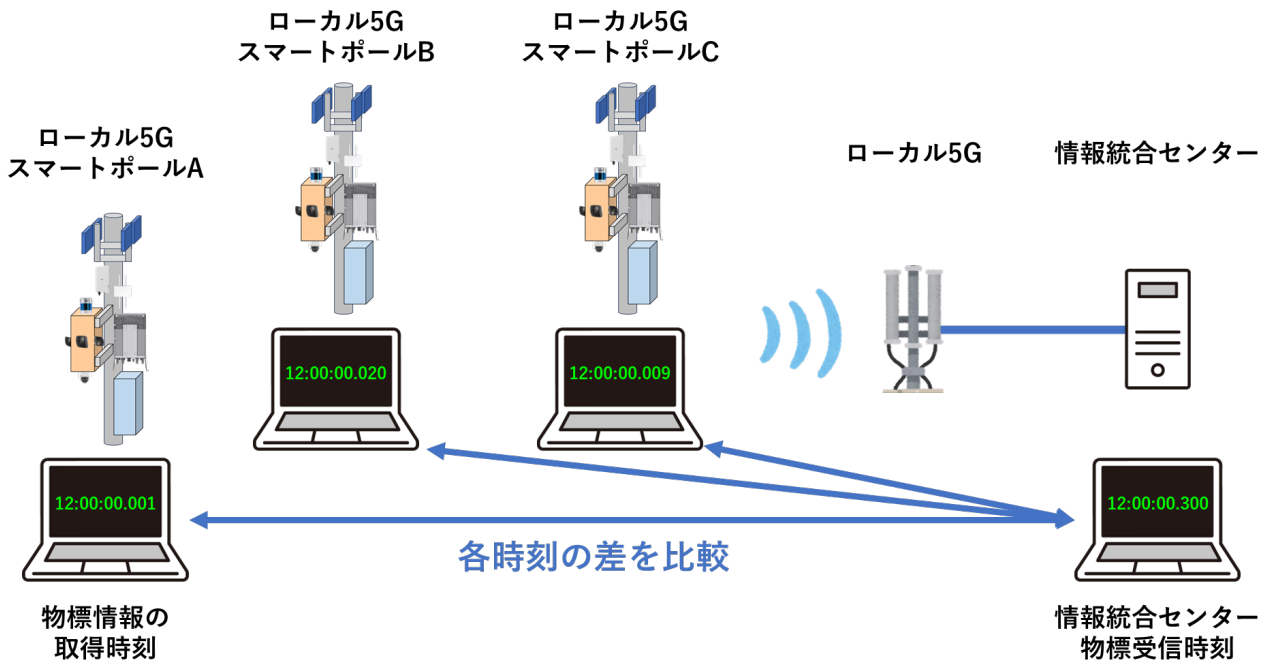 ローカル5G
スマートポールA
ローカル5G
スマートポールB
ローカル5G
スマートポールC
ローカル5G
情報統合センター
12:00:00.001
12:00:00.020
12:00:00.009
12:00:00.300
各時刻の差を比較
物標情報の
取得時刻
情報統合センター
物標受信時刻